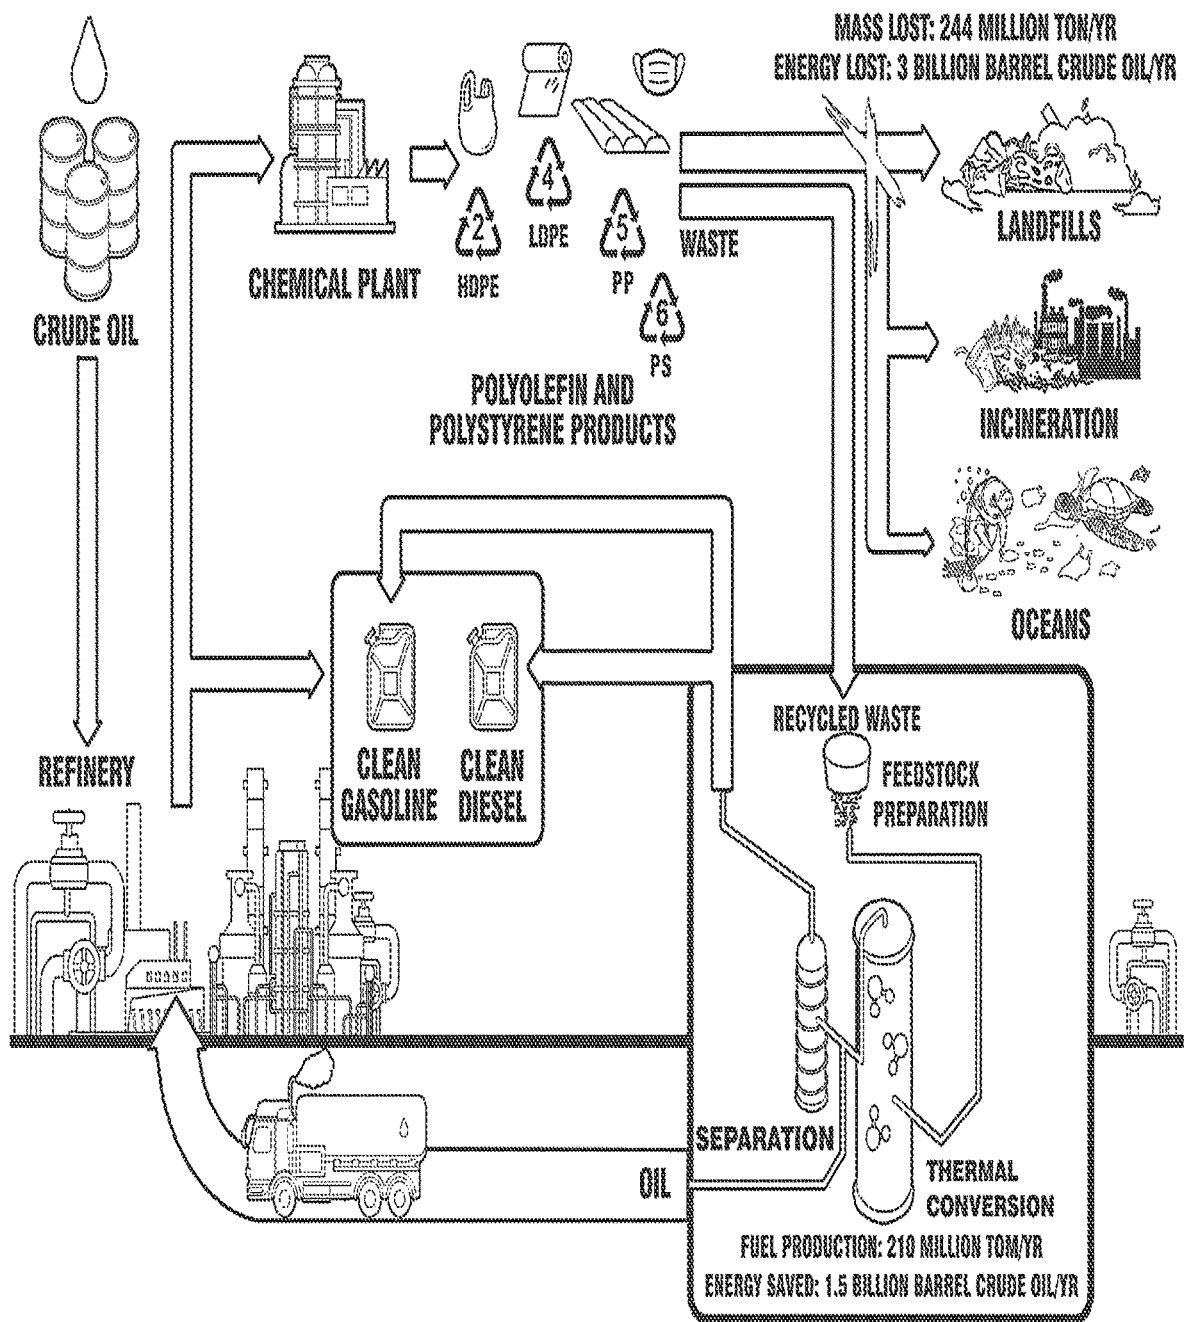 MASS LOST: 244 MILLION TON/YR
ENERGY LOST: 3 BILLION BARREL CRUDE OIL/YR
CRUDE OIL
CHEMICAL PLANT
2
HDPE
4
LDPE
5
PP
6
PS
WASTE
POLYOLEFIN AND
POLYSTYRENE PRODUCTS
LANDFILLS
INCINERATION
OCEANS
REFINERY
CLEAN
GASOLINE
CLEAN
DIESEL
RECYCLED WASTE
FEEDSTOCK
PREPARATION
SEPARATION
OIL
THERMAL
CONVERSION
FUEL PRODUCTION: 210 MILLION TOM/YR
ENERGY SAVED: 1.5 BILLION BARREL CRUDE OIL/YR